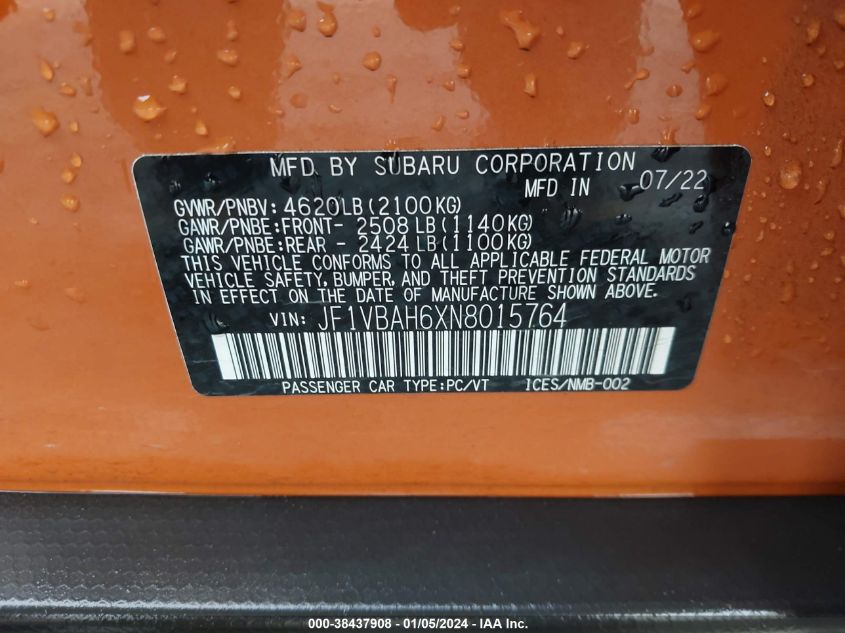 MFD. BY SUBARU CORPORATION
MFD IN 07/22
GVWR/PNBV: 4620LB(2100KG)
GAWR/PNBE:FRONT- 2508 LB(1140KG)
GAWR/PNBE:REAR - 2424 LB(1100KG)
THIS VEHICLE CONFORMS TO ALL APPLICABLE FEDERAL MOTOR
VEHICLE SAFETY, BUMPER, AND THEFT PREVENTION STANDARDS
IN EFFECT ON THE DATE OF MANUFACTURE SHOWN ABOVE.
VIN: JF1VBAH6XN8015764
PASSENGER CAR TYPE:PC/VT ICES/NMB-002
000-38437908 - 01/05/2024 - IAA Inc.